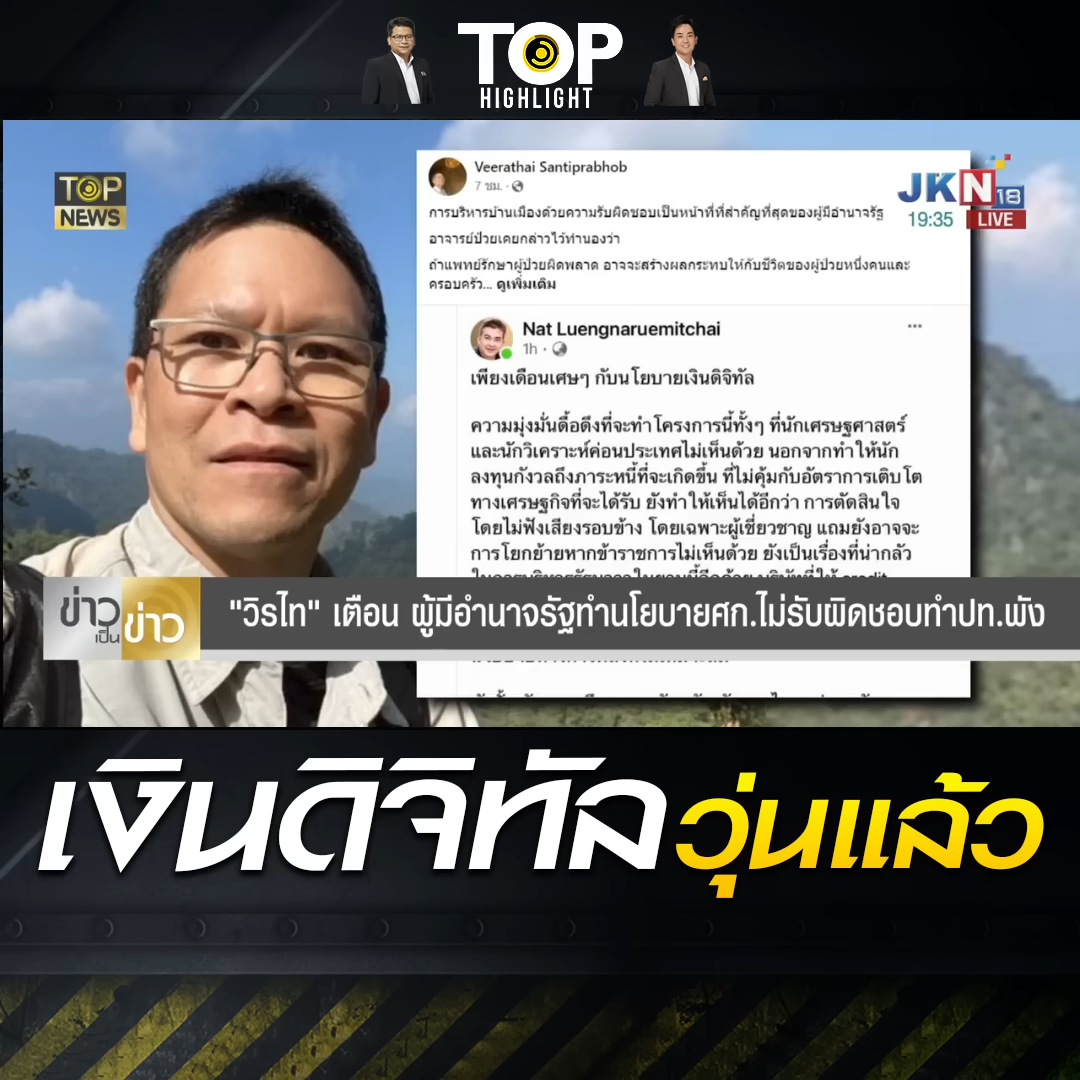 TOP
HIGHLIGHT
TOP
NEWS
JKN18
19:35 LIVE
Veerathai Santiprabhob
7 ชม.
การบริหารบ้านเมืองด้วยความรับผิดชอบเป็นหน้าที่ที่สำคัญที่สุดของผู้มีอำนาจรัฐ
อาจารย์ป๋วยเคยกล่าวไว้ทำนองว่า
ถ้าแพทย์รักษาผู้ป่วยผิดพลาด อาจจะสร้างผลกระทบให้กับชีวิตของผู้ป่วยหนึ่งคนและ
ครอบครัว... ดูเพิ่มเติม
Nat Luengnaruemitchai
1h
เพียงเดือนเศษๆ กับนโยบายเงินดิจิทัล
ความมุ่งมั่นดื้อดึงที่จะทำโครงการนี้ทั้งๆ ที่นักเศรษฐศาสตร์
และนักวิเคราะห์ค่อนประเทศไม่เห็นด้วย นอกจากทำให้นัก
ลงทุนกังวลถึงภาระหนี้ที่จะเกิดขึ้น ที่ไม่คุ้มกับอัตราการเติบโต
ทางเศรษฐกิจที่จะได้รับ ยังทำให้เห็นได้อีกว่า การตัดสินใจ
โดยไม่ฟังเสียงรอบข้าง โดยเฉพาะผู้เชี่ยวชาญ แถมยังอาจจะ
การโยกย้ายหากข้าราชการไม่เห็นด้วย ยังเป็นเรื่องที่น่ากลัว
ข่าวเป็นข่าว
"วิรไท" เตือน ผู้มีอำนาจรัฐทำนโยบายศก.ไม่รับผิดชอบทำปท.พัง
เงินดิจิทัล วุ่นแล้ว